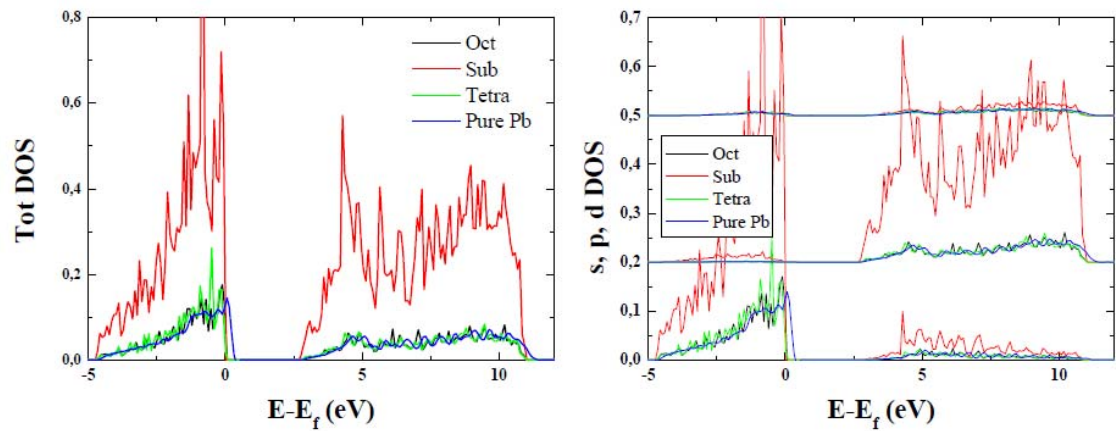 0,8
0,6
0,4
0,2
0,0
Tot DOS
-5
0
5
10
E-Ef (eV)
Oct
Sub
Tetra
Pure Pb
0,7
0,6
0,5
0,4
0,3
0,2
0,1
0,0
s, p, d DOS
-5
0
5
10
E-Ef (eV)
Oct
Sub
Tetra
Pure Pb